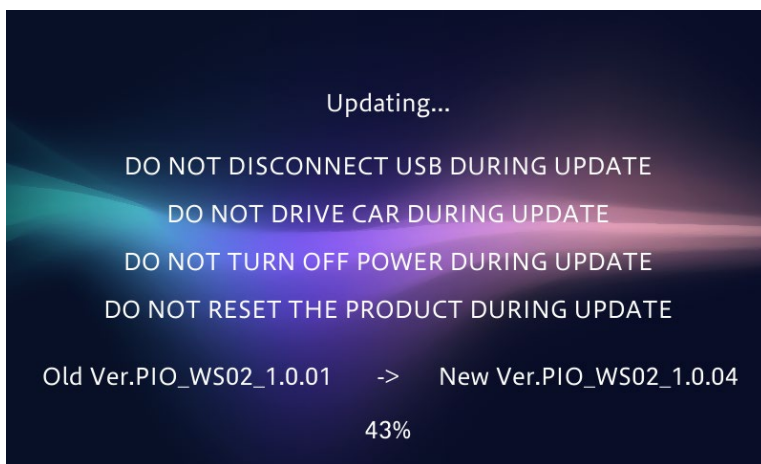 Updating...
DO NOT DISCONNECT USB DURING UPDATE
DO NOT DRIVE CAR DURING UPDATE
DO NOT TURN OFF POWER DURING UPDATE
DO NOT RESET THE PRODUCT DURING UPDATE
Old Ver.PIO_WS02_1.0.01 -> New Ver.PIO_WS02_1.0.04
43%